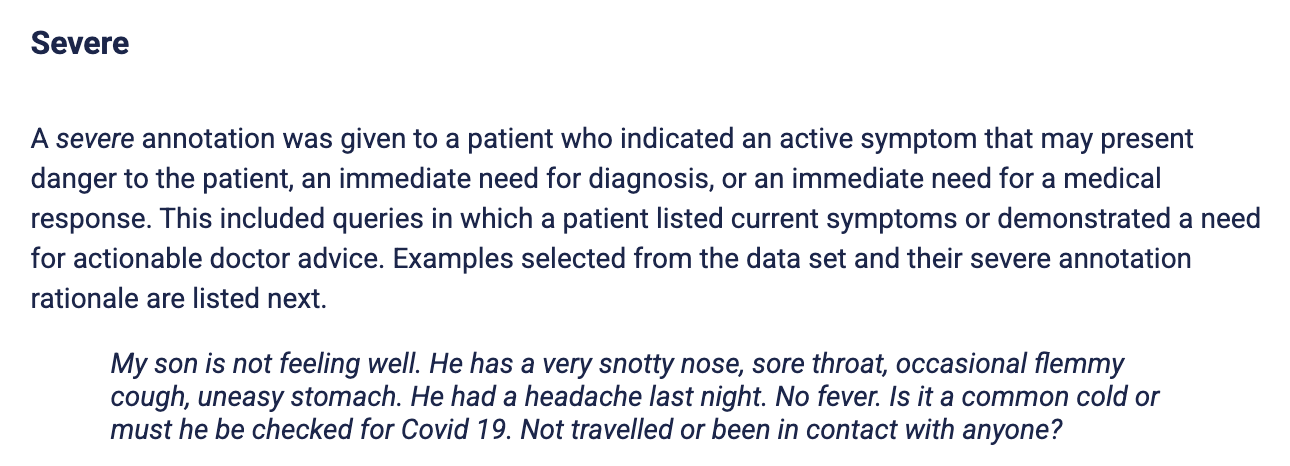 Severe
A severe annotation was given to a patient who indicated an active symptom that may present
danger to the patient, an immediate need for diagnosis, or an immediate need for a medical
response. This included queries in which a patient listed current symptoms or demonstrated a need
for actionable doctor advice. Examples selected from the data set and their severe annotation
rationale are listed next.
My son is not feeling well. He has a very snotty nose, sore throat, occasional flemmy
cough, uneasy stomach. He had a headache last night. No fever. Is it a common cold or
must he be checked for Covid 19. Not travelled or been in contact with anyone?